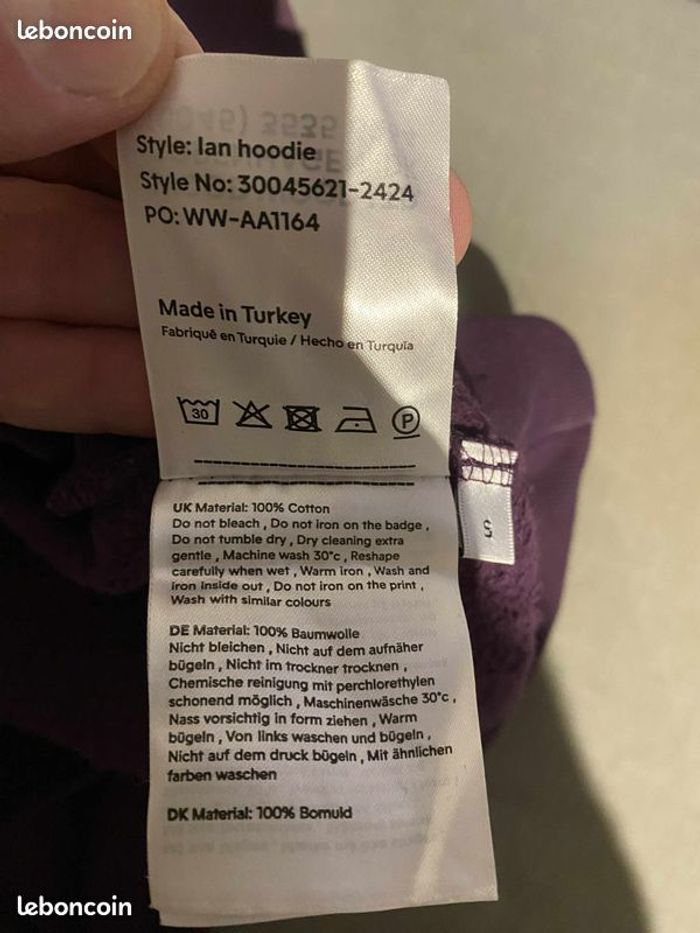 leboncoin
Style: Ian hoodie
Style No: 30045621-2424
PO: WW-AA1164
Made in Turkey
Fabriquê en Turquie / Hecho en Turquía
30
P
UK Material: 100% Cotton
Do not bleach , Do not iron on the badge ,
Do not tumble dry , Dry cleaning extra
gentle , Machine wash 30°c , Reshape
carefully when wet , Warm iron , Wash and
iron inside out , Do not iron on the print ,
Wash with similar colours
S
DE Material: 100% Baumwolle
Nicht bleichen , Nicht auf dem aufnäher
bügeln , Nicht im trockner trocknen ,
Chemische reinigung mit perchlorethylen
schonend möglich , Maschinenwäsche 30°c ,
Nass vorsichtig in form ziehen , Warm
bügeln , Von links waschen und bügeln ,
Nicht auf dem druck bügeln , Mit ähnlichen
farben waschen
DK Material: 100% Bomuld
leboncoin